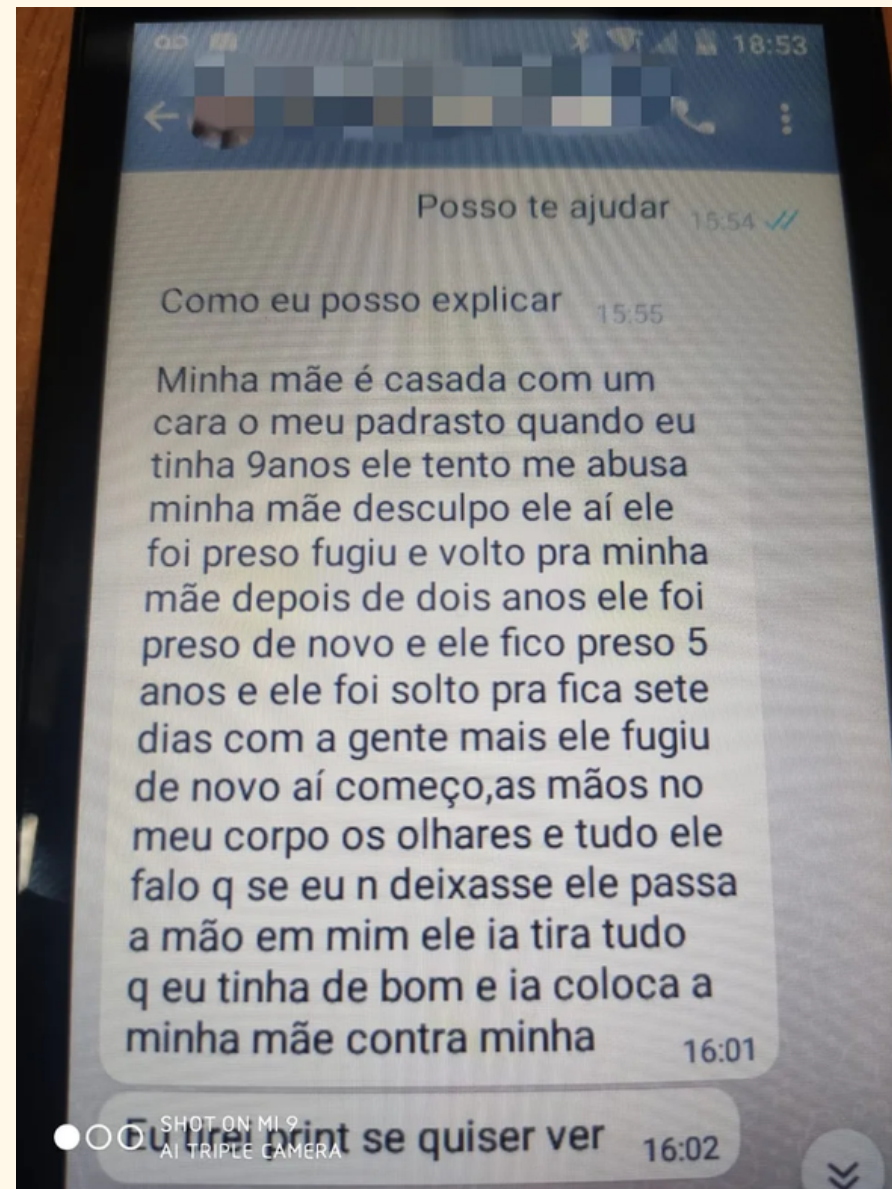 18:53
Posso te ajudar 15:54
Como eu posso explicar 15:55
Minha mãe é casada com um
cara o meu padrasto quando eu
tinha 9anos ele tento me abusa
minha mãe desculpo ele aí ele
foi preso fugiu e volto pra minha
mãe depois de dois anos ele foi
preso de novo e ele fico preso 5
anos e ele foi solto pra fica sete
dias com a gente mais ele fugiu
de novo aí começo,as mãos no
meu corpo os olhares e tudo ele
falo q se eu n deixasse ele passa
a mão em mim ele ia tira tudo
q eu tinha de bom e ia coloca a
minha mãe contra minha 16:01
Eu tirei print se quiser ver 16:02
SHOT ON MI 9
AI TRIPLE CAMERA